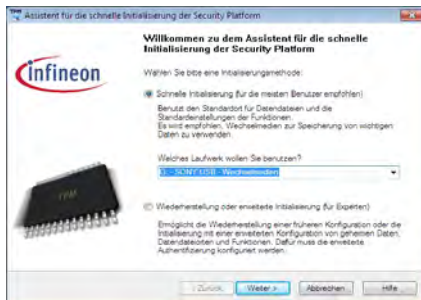 Assistent für die schnelle Initialisierung der Security Platform
Willkommen zu dem Assistent für die schnelle
Initialisierung der Security Platform
infineon
Wählen Sie bitte eine Initialisierungsmethode:
Schnelle Initialisierung (für die meisten Benutzer empfohlen)
Benutzt den Standardort für Datendateien und die
Standardeinstellungen der Funktionen.
Es wird empfohlen, Wechselmedien zur Speicherung von wichtigen
Daten zu verwenden.
Welches Laufwerk wollen Sie benutzen?
SONY USB - Wechselmedien
TPM
Wiederherstellung oder erweiterte Initialisierung (für Experten)
Ermöglicht die Wiederherstellung einer früheren Konfiguration oder die
Initialisierung mit einer erweiterten Konfiguration von geheimen Daten,
Datendateiorten und Funktionen. Dafür muss die erweiterte
Authentifizierung konfiguriert werden.
< Zurück Weiter > Abbrechen Hilfe